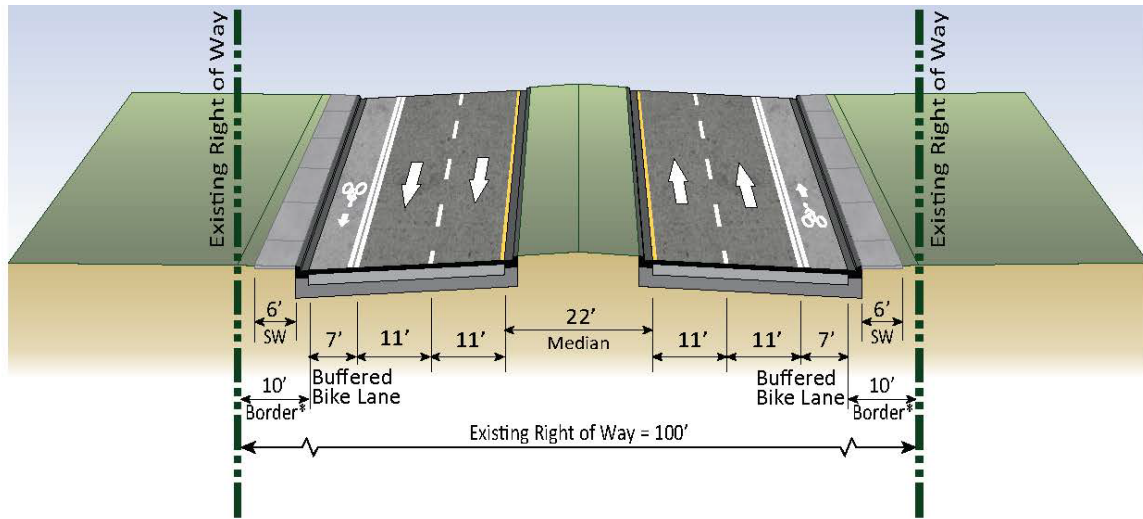 Existing Right of Way
Existing Right of Way
6'
SW
7'
11'
11'
22'
Median
11'
11'
7'
6'
SW
Buffered
Bike Lane
Buffered
Bike Lane
10'
Border*
10'
Border*
Existing Right of Way = 100'